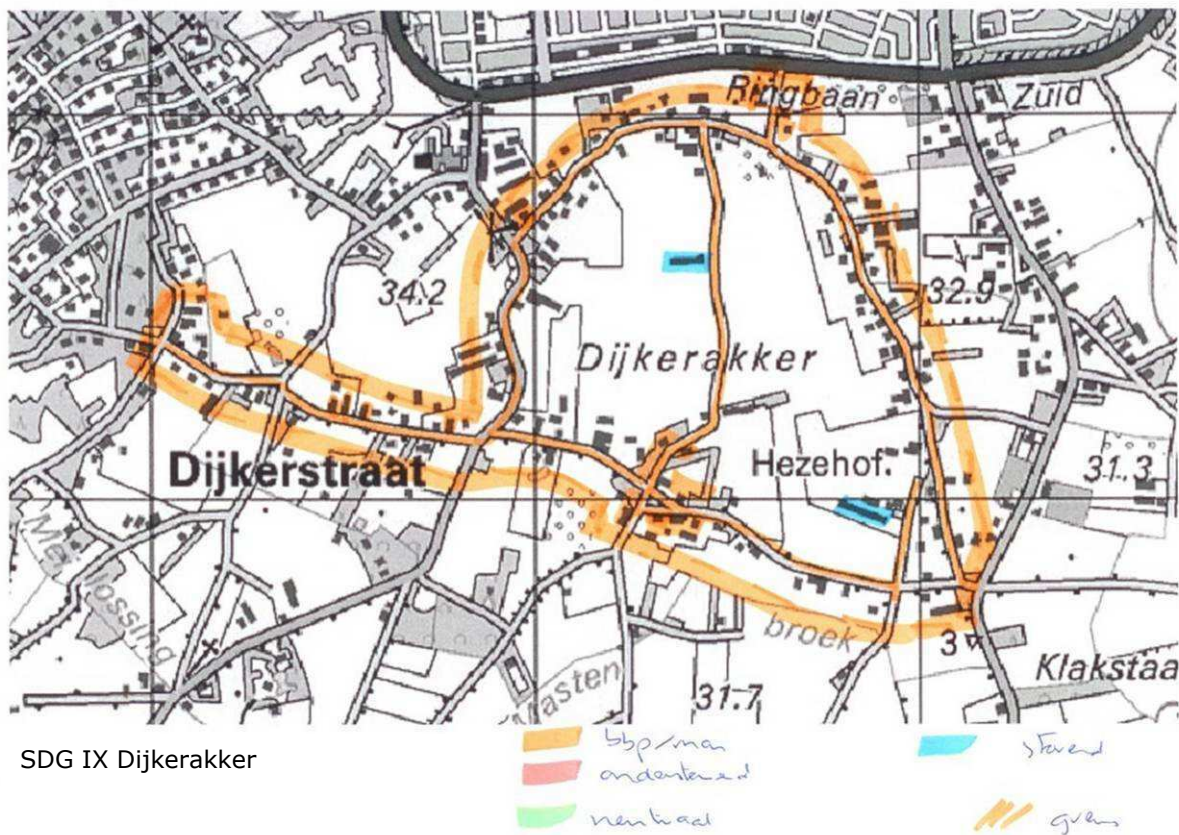 Ringbaan Zuid
34.2
32.9
Dijkerakker
Dijkerstraat
Hezehof.
31.3
broek
3
Klakstaa
Masten
31.7
SDG IX Dijkerakker
bbp/man
storend
neutraal
grens